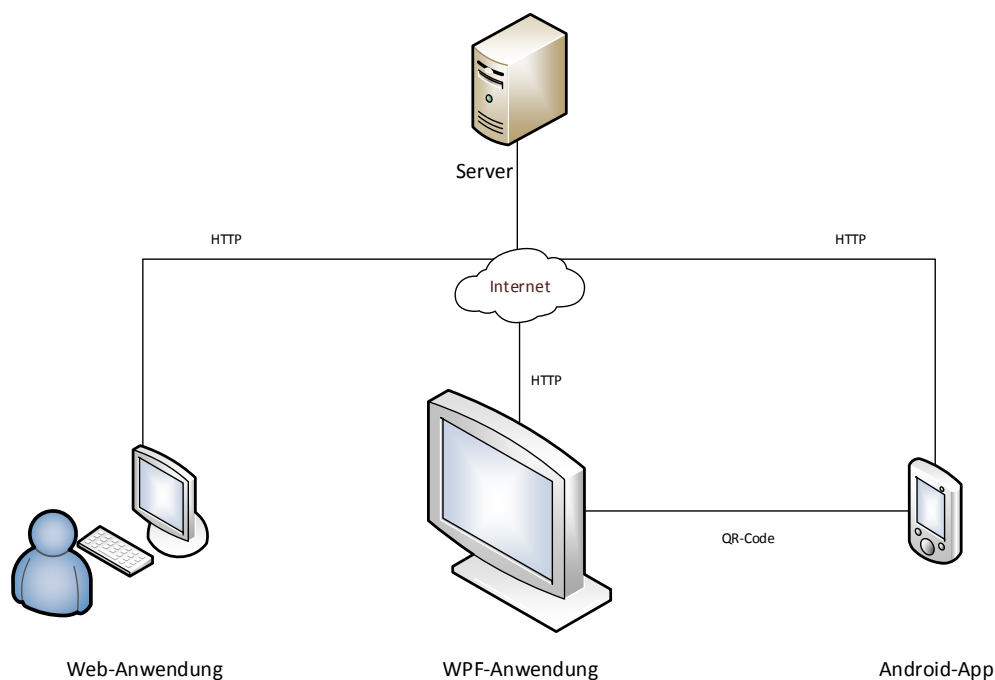 Server
HTTP
HTTP
Internet
HTTP
QR-Code
Web-Anwendung
WPF-Anwendung
Android-App